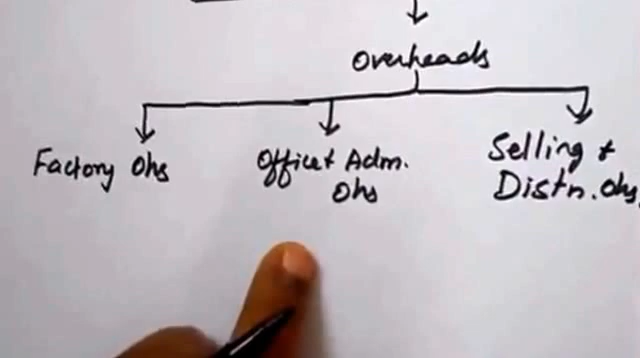 Overheads
Factory Ohs
Office & Adm.
Ohs
Selling &
Distn. Ohs